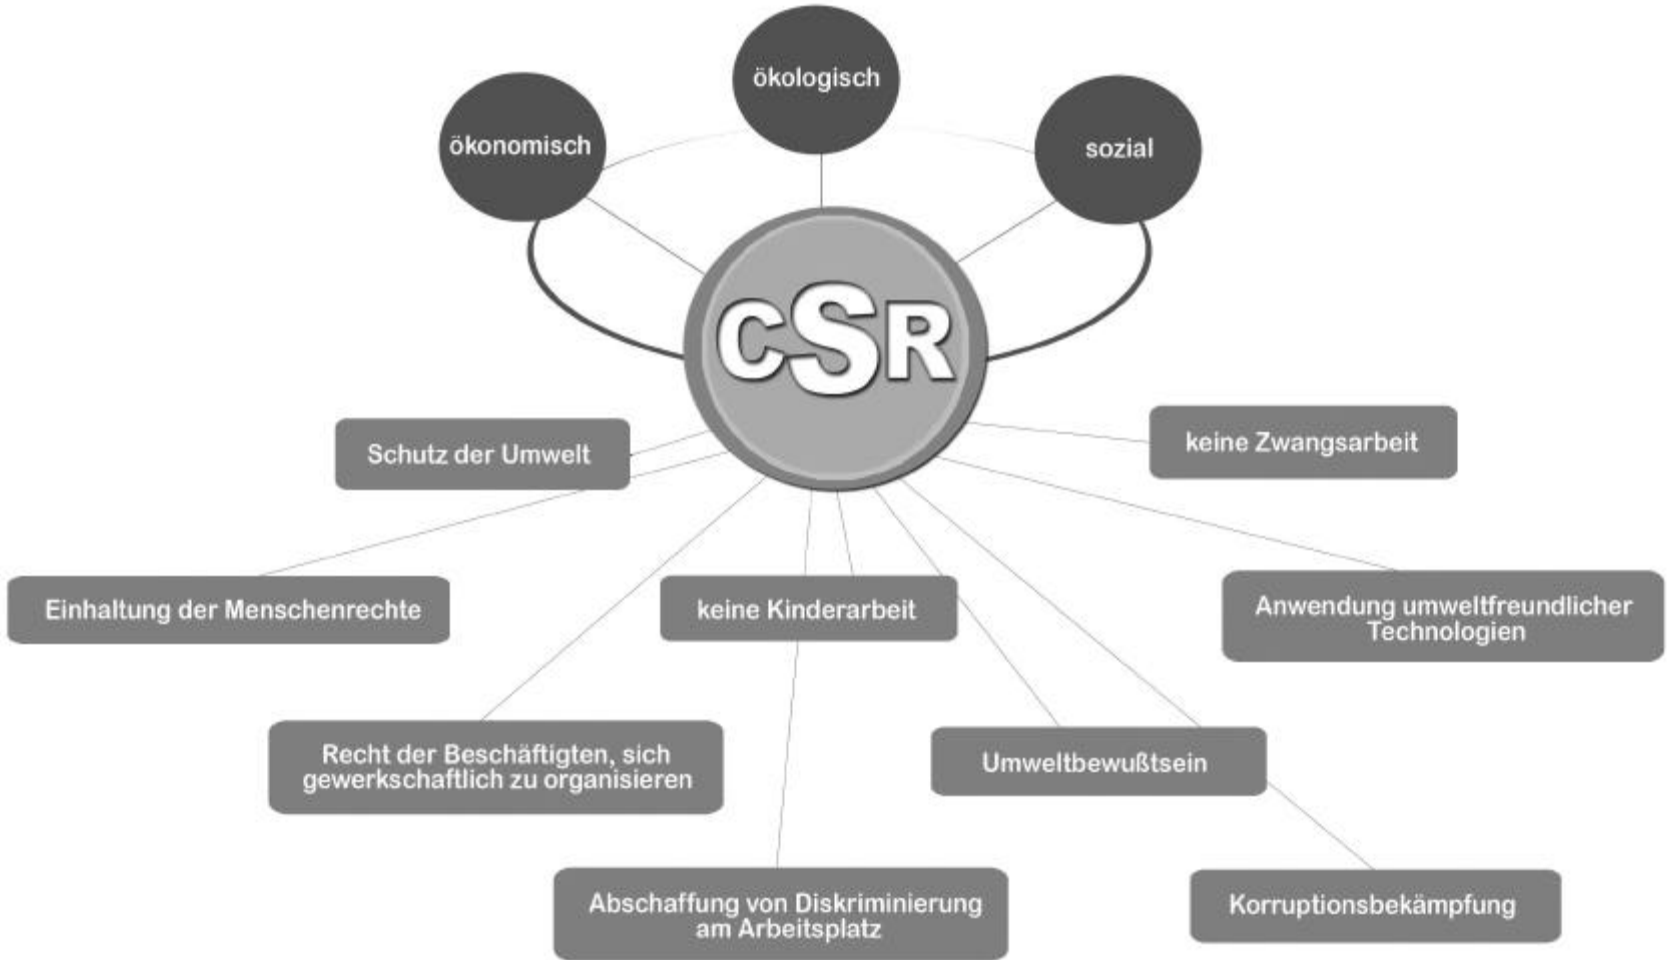 ökologisch
ökonomisch
sozial
CSR
Schutz der Umwelt
keine Zwangsarbeit
Einhaltung der Menschenrechte
keine Kinderarbeit
Anwendung umweltfreundlicher
Technologien
Recht der Beschäftigten, sich
gewerkschaftlich zu organisieren
Umweltbewußtsein
Abschaffung von Diskriminierung
am Arbeitsplatz
Korruptionsbekämpfung